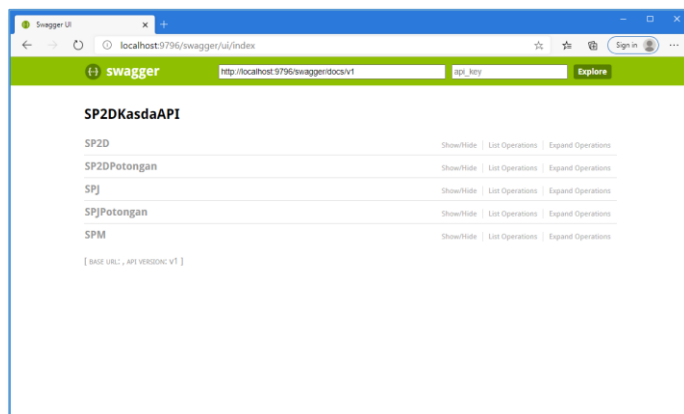 Swagger UI
localhost:9796/swagger/ui/index
Sign in
swagger
http://localhost:9796/swagger/docs/v1
api_key
Explore
SP2DKasdaAPI
SP2D Show/Hide List Operations Expand Operations
SP2DPotongan Show/Hide List Operations Expand Operations
SPJ Show/Hide List Operations Expand Operations
SPJPotongan Show/Hide List Operations Expand Operations
SPM Show/Hide List Operations Expand Operations
[ BASE URL: , API VERSION: V1 ]